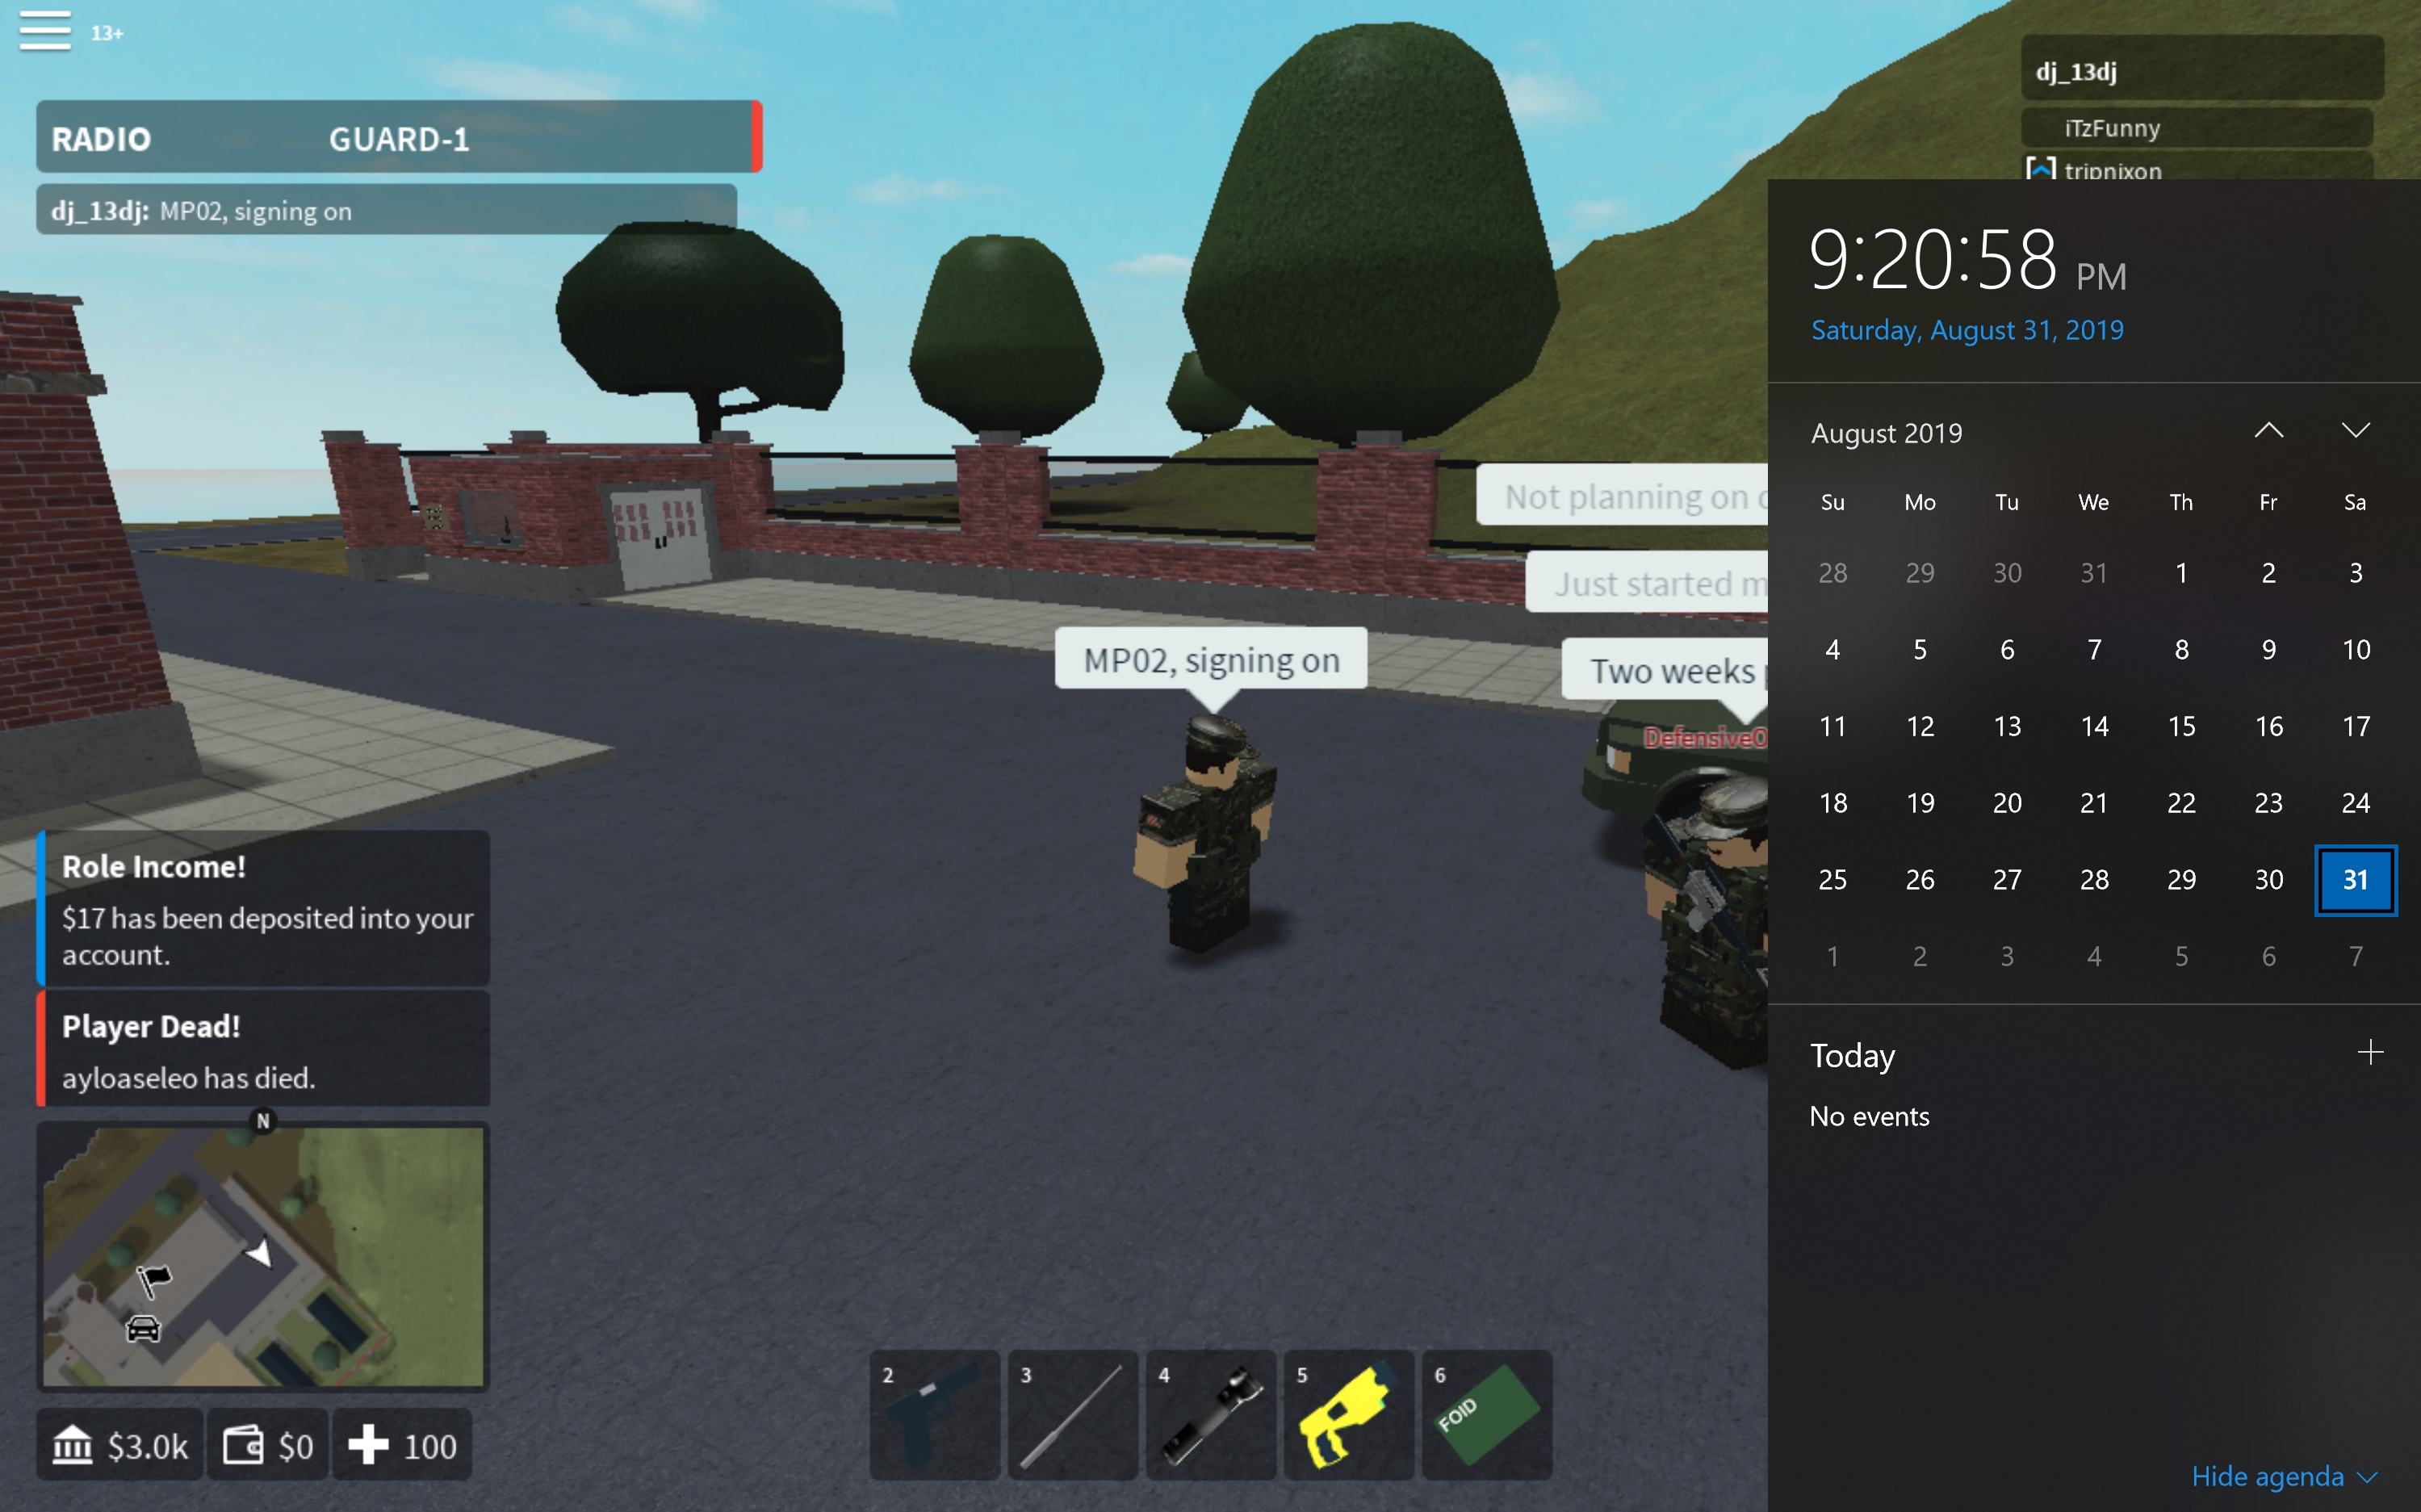 13+
RADIO GUARD-1
dj_13dj: MP02, signing on
dj_13dj
iTzFunny
tripnixon
9:20:58 PM
Saturday, August 31, 2019
August 2019
Su Mo Tu We Th Fr Sa
28 29 30 31 1 2 3
4 5 6 7 8 9 10
11 12 13 14 15 16 17
18 19 20 21 22 23 24
25 26 27 28 29 30 31
1 2 3 4 5 6 7
Today
No events
Hide agenda
Not planning on
Just started
Two weeks
MP02, signing on
Role Income!
$17 has been deposited into your
account.
Player Dead!
ayloaseleo has died.
N
$3.0k $0 100
2 3 4 5 6
FOID